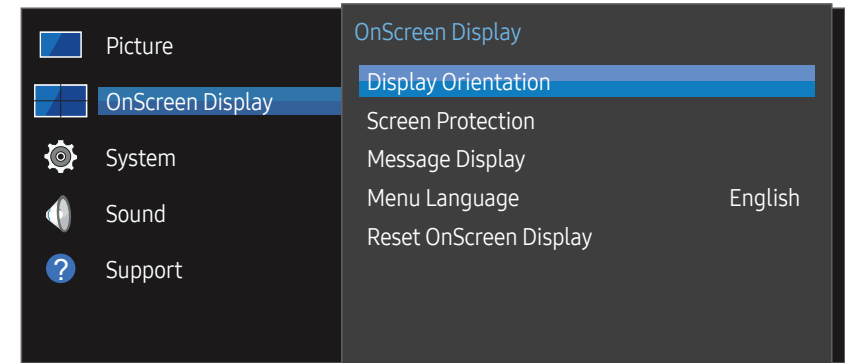 Picture
OnScreen Display
System
Sound
?
Support
OnScreen Display
Display Orientation
Screen Protection
Message Display
Menu Language English
Reset OnScreen Display